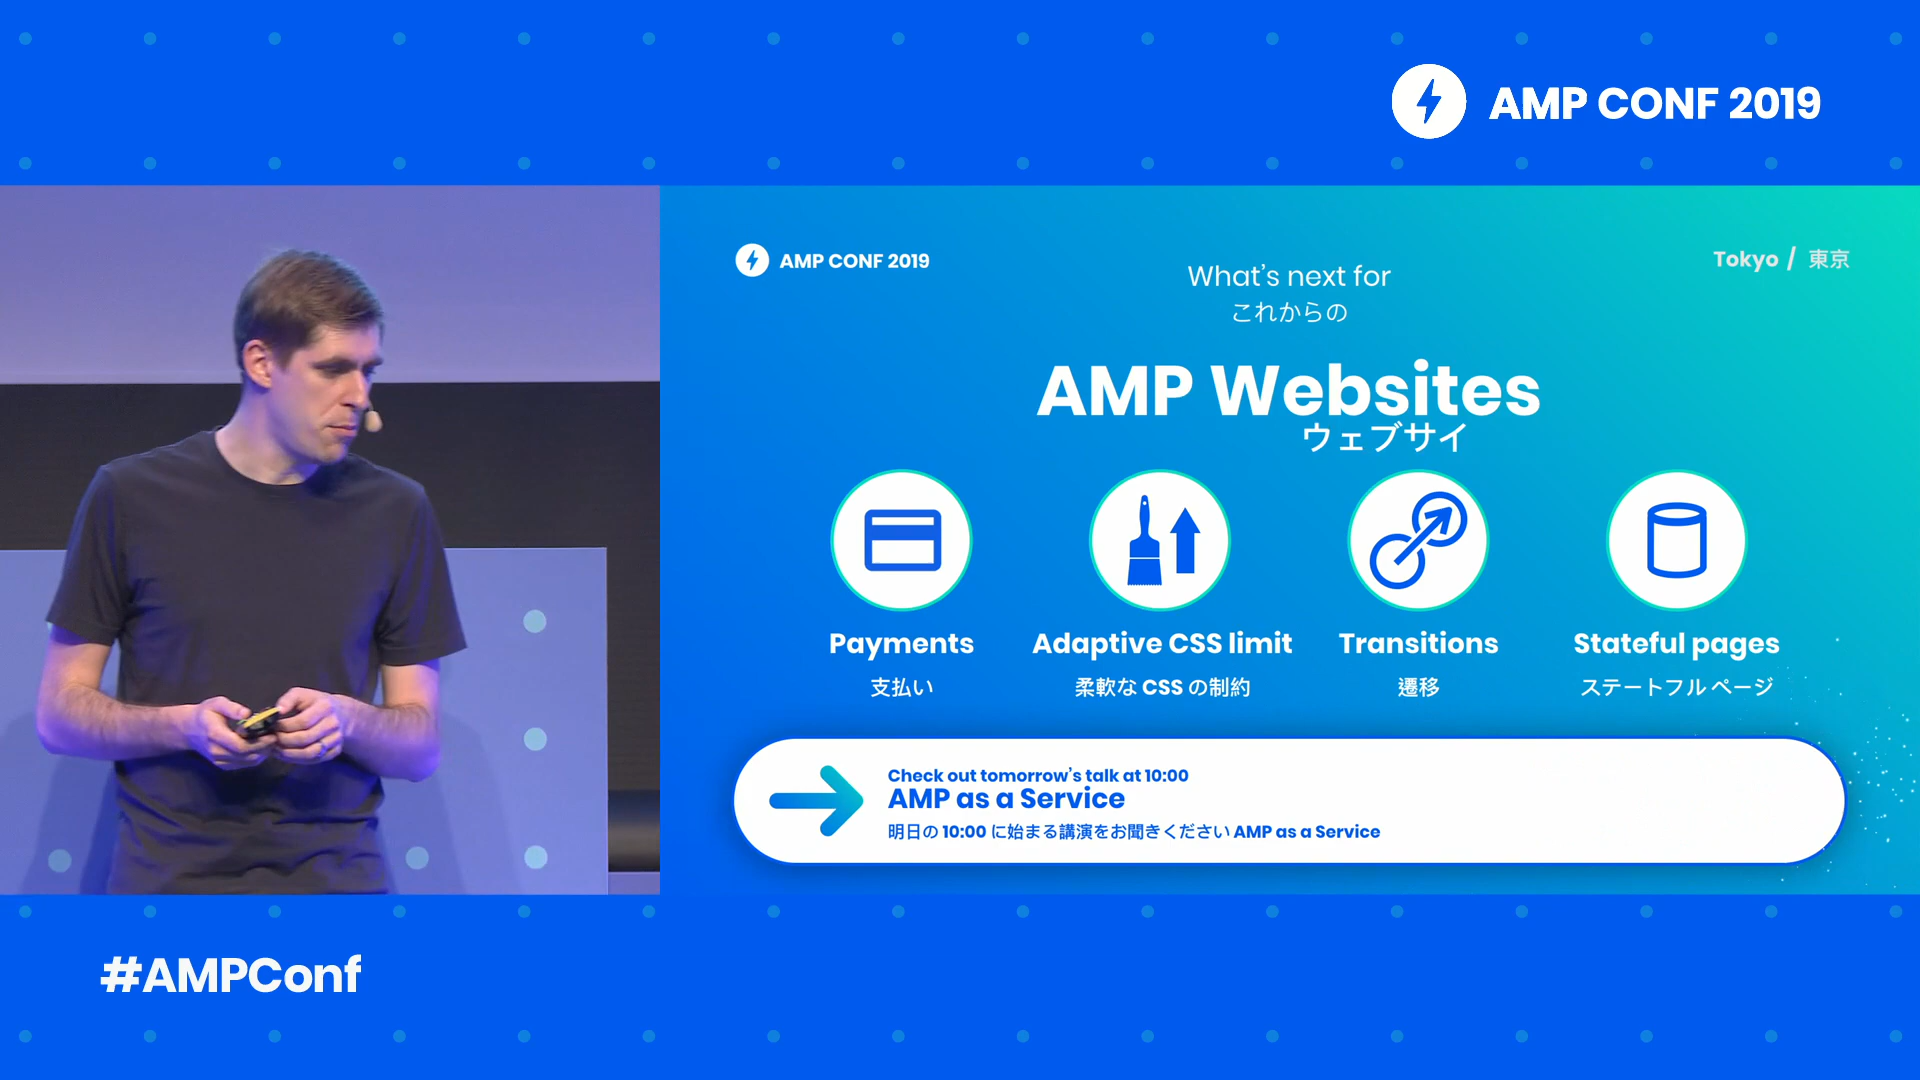 AMP CONF 2019
AMP CONF 2019
Tokyo / 東京
What's next for
これからの
AMP Websites
ウェブサイ
Payments
Adaptive CSS limit
Transitions
Stateful pages
支払い
柔軟な CSS の制約
遷移
ステートフル ページ
Check out tomorrow's talk at 10:00
AMP as a Service
明日の 10:00 に始まる講演をお聞きください AMP as a Service
#AMPConf